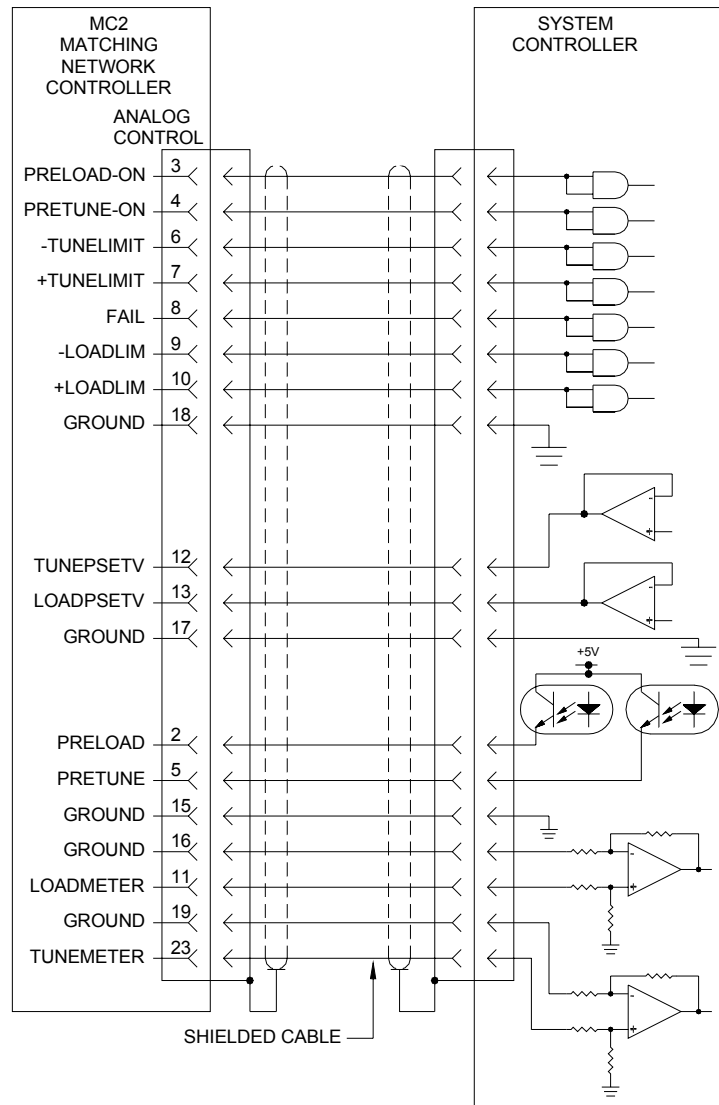 MC2
MATCHING
NETWORK
CONTROLLER
SYSTEM
CONTROLLER
ANALOG
CONTROL
PRELOAD-ON 3
PRETUNE-ON 4
-TUNELIMIT 6
+TUNELIMIT 7
FAIL 8
-LOADLIM 9
+LOADLIM 10
GROUND 18
-
+
TUNEPSETV 12
LOADPSETV 13
-
+
GROUND 17
+5V
PRELOAD 2
PRETUNE 5
GROUND 15
GROUND 16
LOADMETER 11
-
+
GROUND 19
TUNEMETER 23
-
+
SHIELDED CABLE